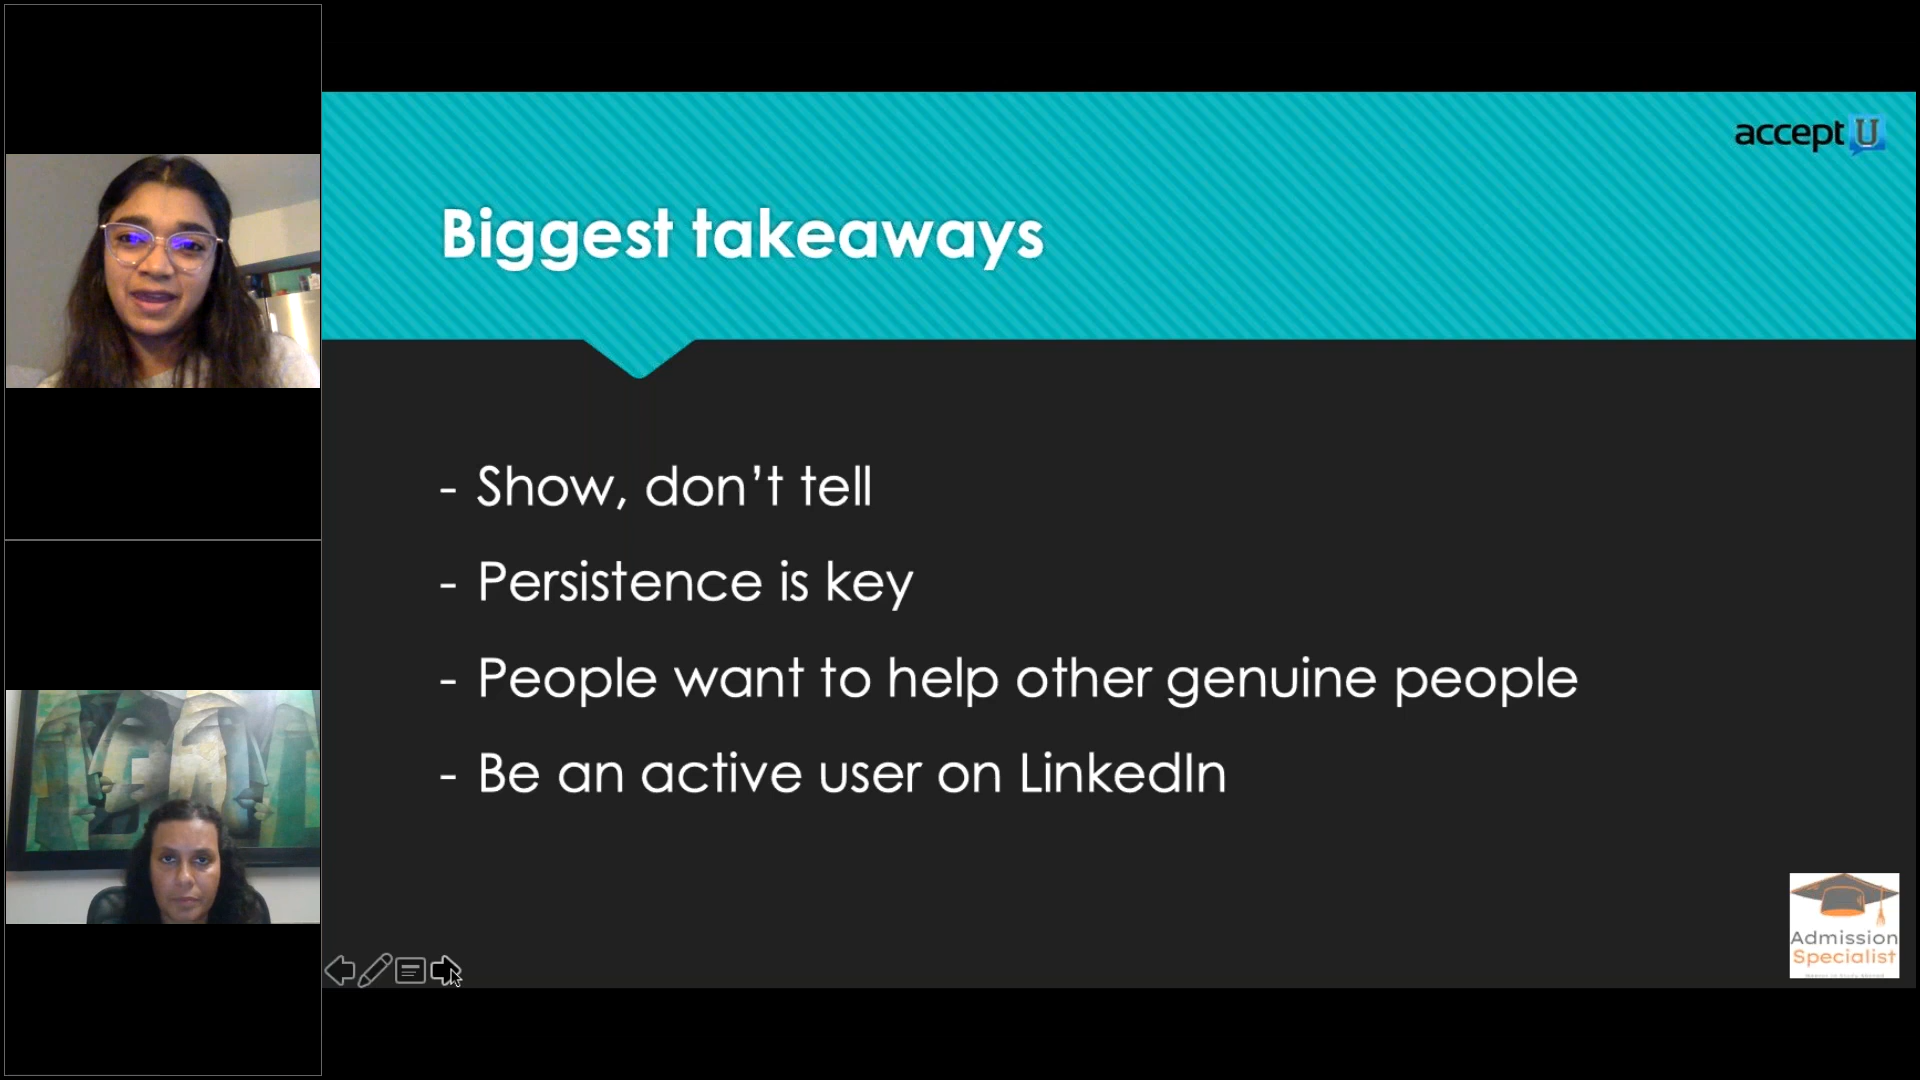 accept U
Biggest takeaways
- Show, don’t tell
- Persistence is key
- People want to help other genuine people
- Be an active user on LinkedIn
Admission
Specialist